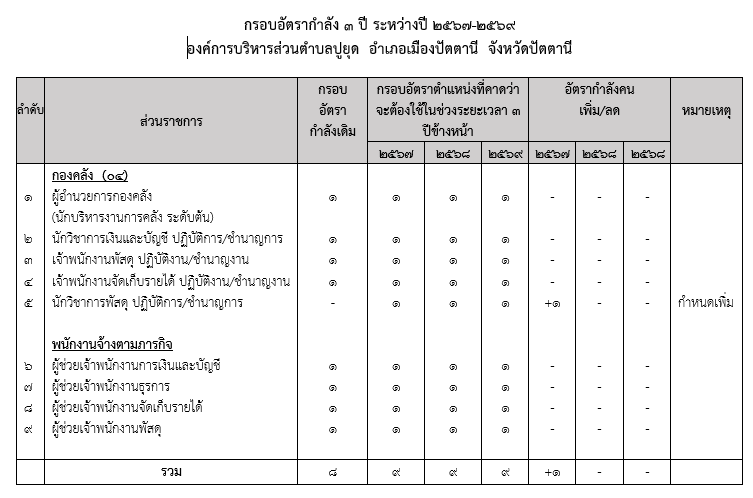 กรอบอัตรากำลัง ๓ ปี ระหว่างปี ๒๕๖๗-๒๕๖๙
องค์การบริหารส่วนตำบลปูยุด อำเภอเมืองปัตตานี จังหวัดปัตตานี
ลำดับ ส่วนราชการ กรอบอัตรากำลังเดิม กรอบอัตราตำแหน่งที่คาดว่าจะต้องใช้ในช่วงระยะเวลา ๓ ปีข้างหน้า อัตรากำลังคน เพิ่ม/ลด หมายเหตุ
๒๕๖๗ ๒๕๖๘ ๒๕๖๙ ๒๕๖๗ ๒๕๖๘ ๒๕๖๘
กองคลัง (๐๔)
๑ ผู้อำนวยการกองคลัง ๑ ๑ ๑ ๑ - - -
(นักบริหารงานการคลัง ระดับต้น)
๒ นักวิชาการเงินและบัญชี ปฏิบัติการ/ชำนาญการ ๑ ๑ ๑ ๑ - - -
๓ เจ้าพนักงานพัสดุ ปฏิบัติงาน/ชำนาญงาน ๑ ๑ ๑ ๑ - - -
๔ เจ้าพนักงานจัดเก็บรายได้ ปฏิบัติงาน/ชำนาญงาน ๑ ๑ ๑ ๑ - - -
๕ นักวิชาการพัสดุ ปฏิบัติการ/ชำนาญการ - ๑ ๑ ๑ +๑ - - กำหนดเพิ่ม
พนักงานจ้างตามภารกิจ
๖ ผู้ช่วยเจ้าพนักงานการเงินและบัญชี ๑ ๑ ๑ ๑ - - -
๗ ผู้ช่วยเจ้าพนักงานธุรการ ๑ ๑ ๑ ๑ - - -
๘ ผู้ช่วยเจ้าพนักงานจัดเก็บรายได้ ๑ ๑ ๑ ๑ - - -
๙ ผู้ช่วยเจ้าพนักงานพัสดุ ๑ ๑ ๑ ๑ - - -
รวม ๘ ๙ ๙ ๙ +๑ - -